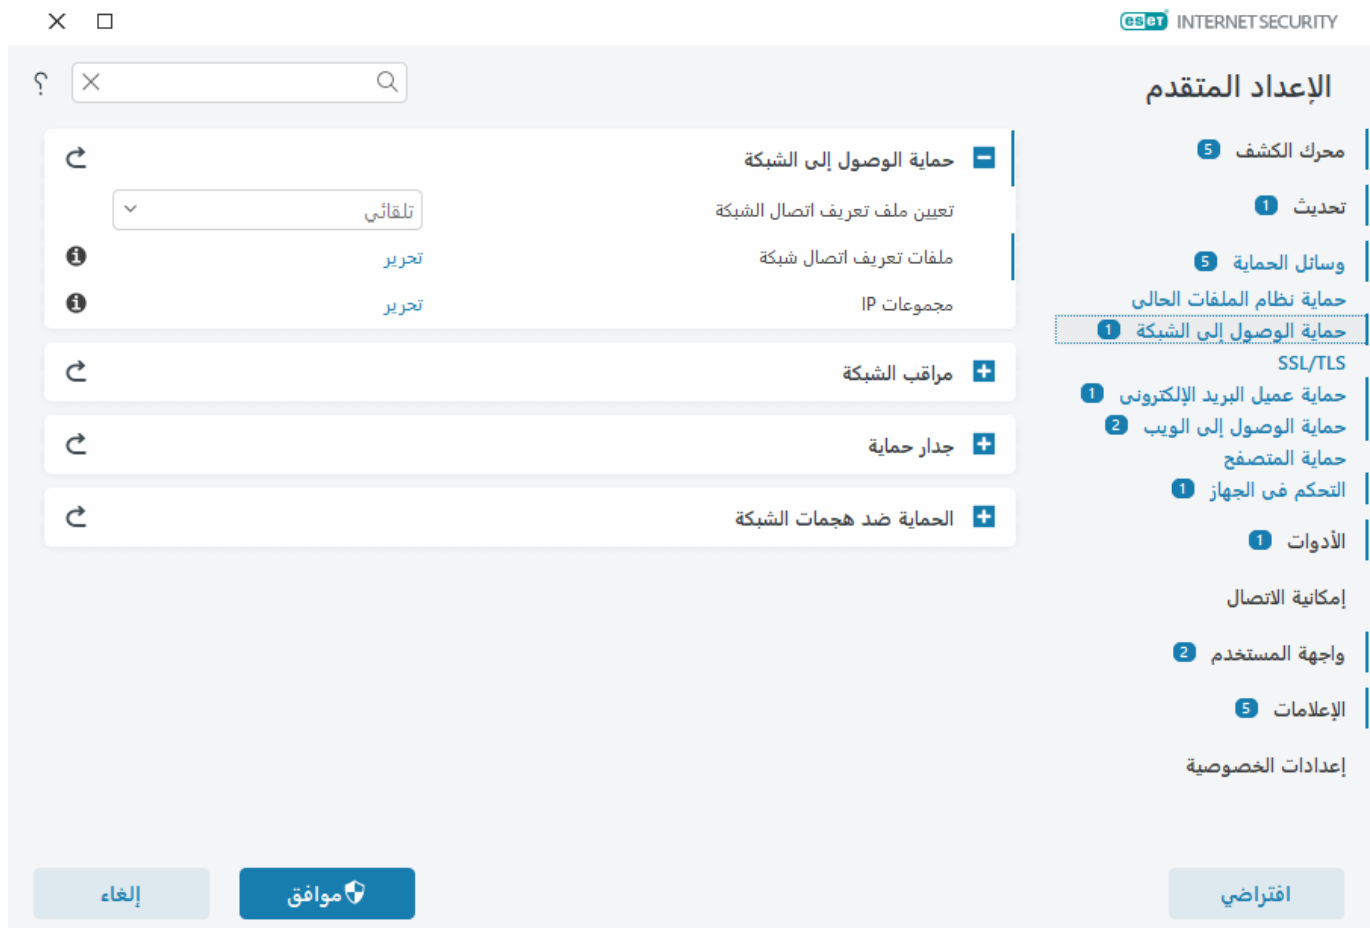 eset INTERNET SECURITY
الإعداد المتقدم
محرك الكشف 5
تحديث 1
وسائل الحماية 5
حماية نظام الملفات الحالي
حماية الوصول إلى الشبكة 1
SSL/TLS
حماية عميل البريد الإلكتروني 1
حماية الوصول إلى الويب 2
حماية المتصفح
التحكم في الجهاز 1
الأدوات 1
إمكانية الاتصال
واجهة المستخدم 2
الإعلامات 5
إعدادات الخصوصية
؟
حماية الوصول إلى الشبكة
تعيين ملف تعريف اتصال الشبكة تلقائي
ملفات تعريف اتصال شبكة تحرير
مجموعات IP تحرير
مراقب الشبكة
جدار حماية
الحماية ضد هجمات الشبكة
افتراضي
موافق
إلغاء